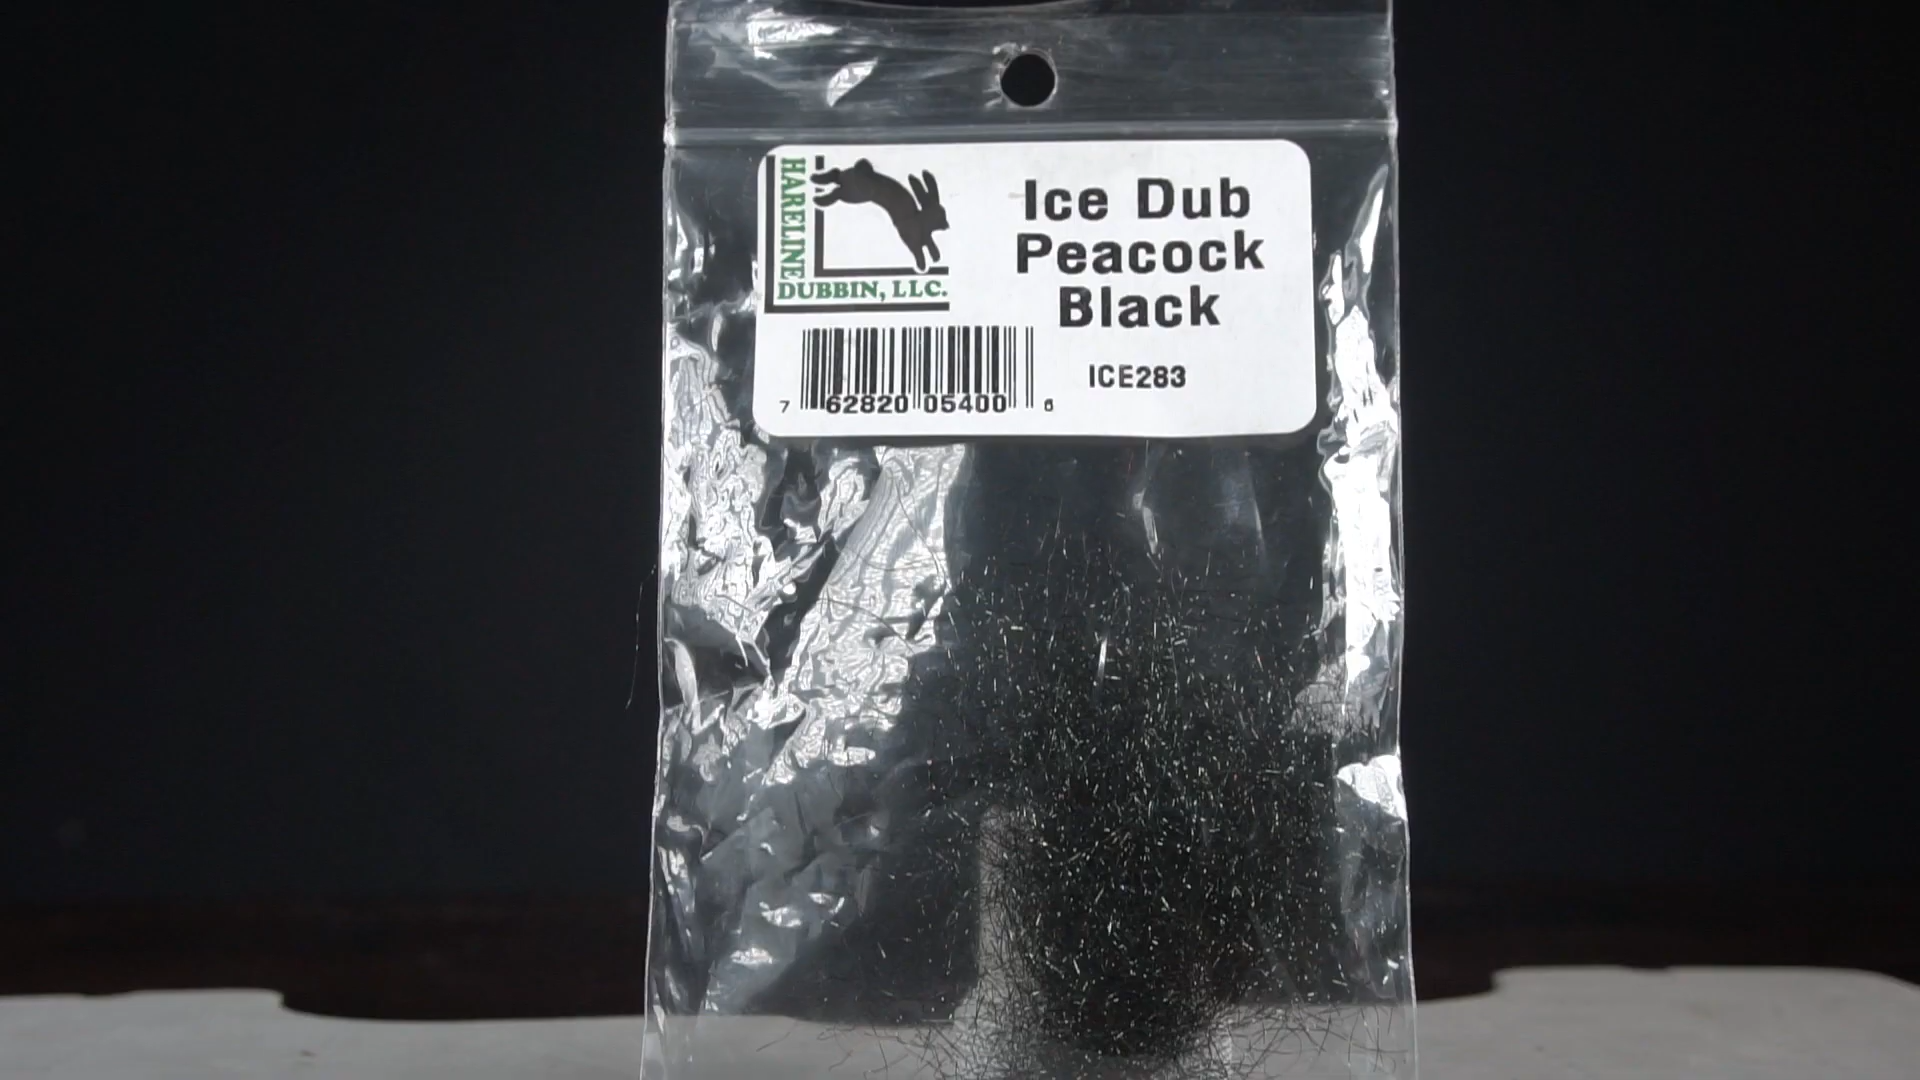 HARELINE
DUBBIN, LLC.
Ice Dub
Peacock
Black
ICE283
7 62820 05400 6